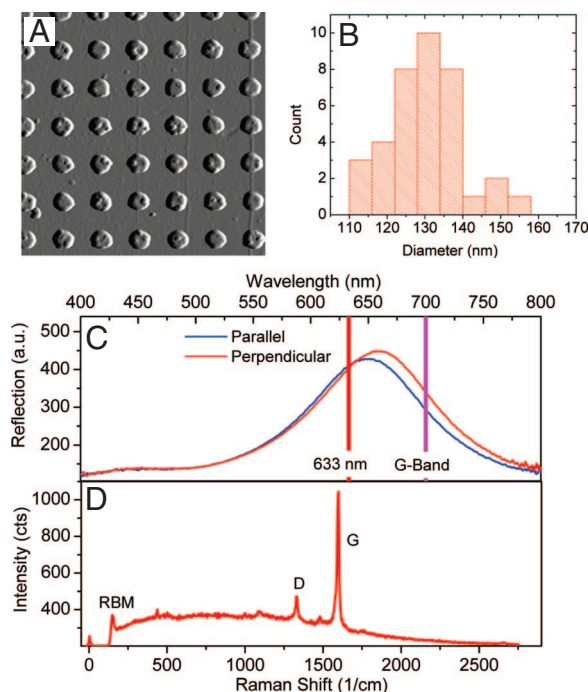 A
B
10
8
6
4
2
0
Count
110 120 130 140 150 160 170
Diameter (nm)
Wavelength (nm)
400 450 500 550 600 650 700 750 800
C
Parallel
Perpendicular
500
400
300
200
Reflection (a.u.)
633 nm
G-Band
D
1000
800
600
400
Intensity (cts)
RBM
D
G
0 500 1000 1500 2000 2500
Raman Shift (1/cm)